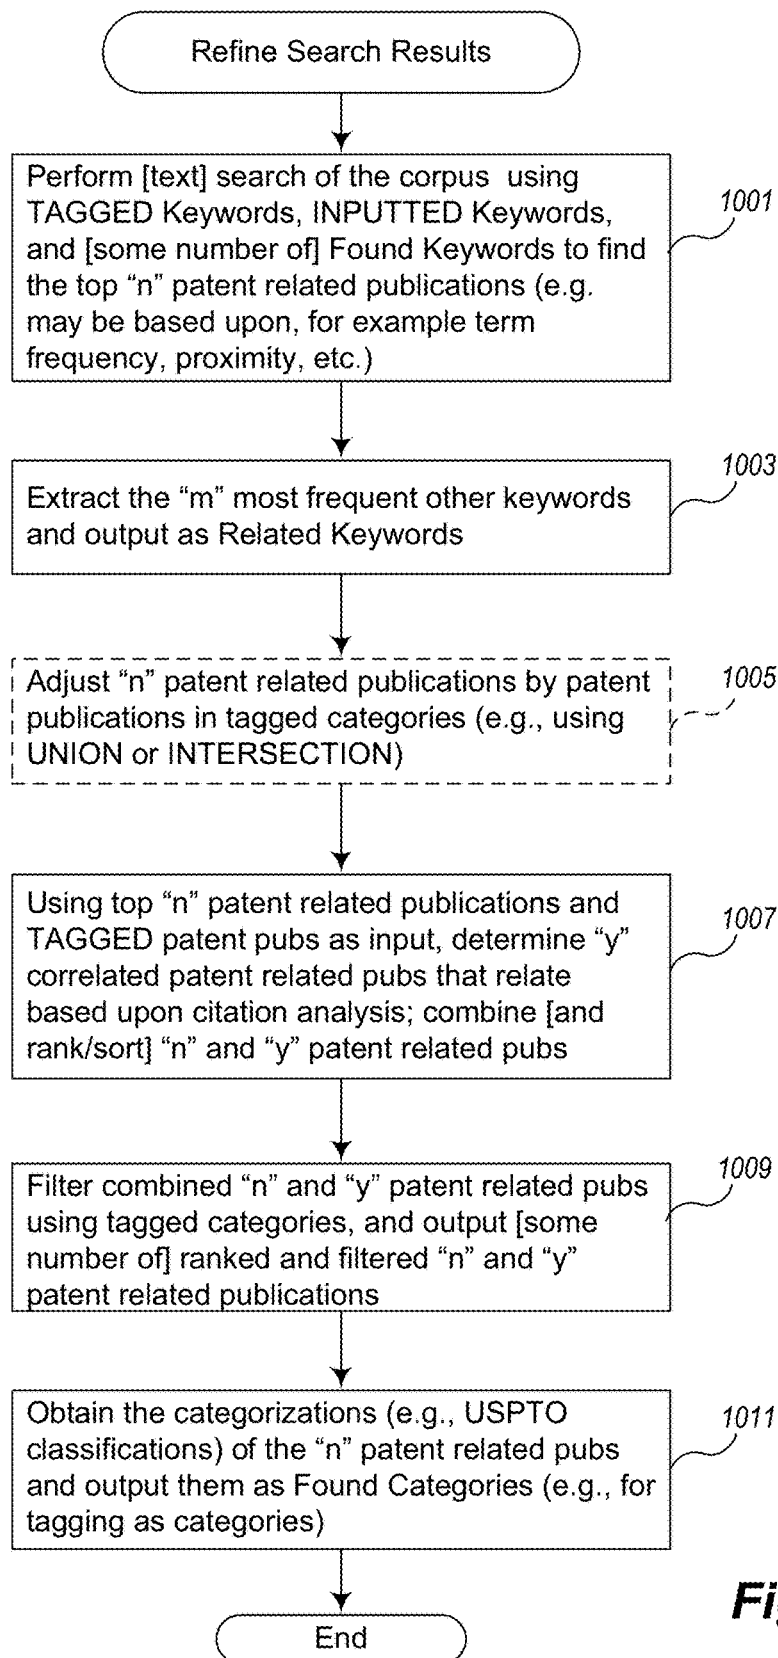 Refine Search Results
Perform [text] search of the corpus using
TAGGED Keywords, INPUTTED Keywords,
and [some number of] Found Keywords to find
the top “n” patent related publications (e.g.
may be based upon, for example term
frequency, proximity, etc.)
1001
Extract the “m” most frequent other keywords
and output as Related Keywords
1003
Adjust “n” patent related publications by patent
publications in tagged categories (e.g., using
UNION or INTERSECTION)
1005
Using top “n” patent related publications and
TAGGED patent pubs as input, determine “y”
correlated patent related pubs that relate
based upon citation analysis; combine [and
rank/sort] “n” and “y” patent related pubs
1007
Filter combined “n” and “y” patent related pubs
using tagged categories, and output [some
number of] ranked and filtered “n” and “y”
patent related publications
1009
Obtain the categorizations (e.g., USPTO
classifications) of the “n” patent related pubs
and output them as Found Categories (e.g., for
tagging as categories)
1011
End